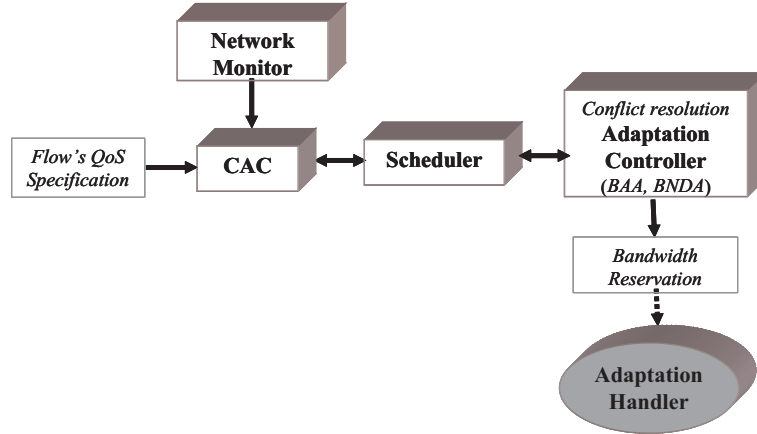 Network
Monitor
Flow's QoS
Specification
CAC
Scheduler
Conflict resolution
Adaptation
Controller
(BAA, BNDA)
Bandwidth
Reservation
Adaptation
Handler